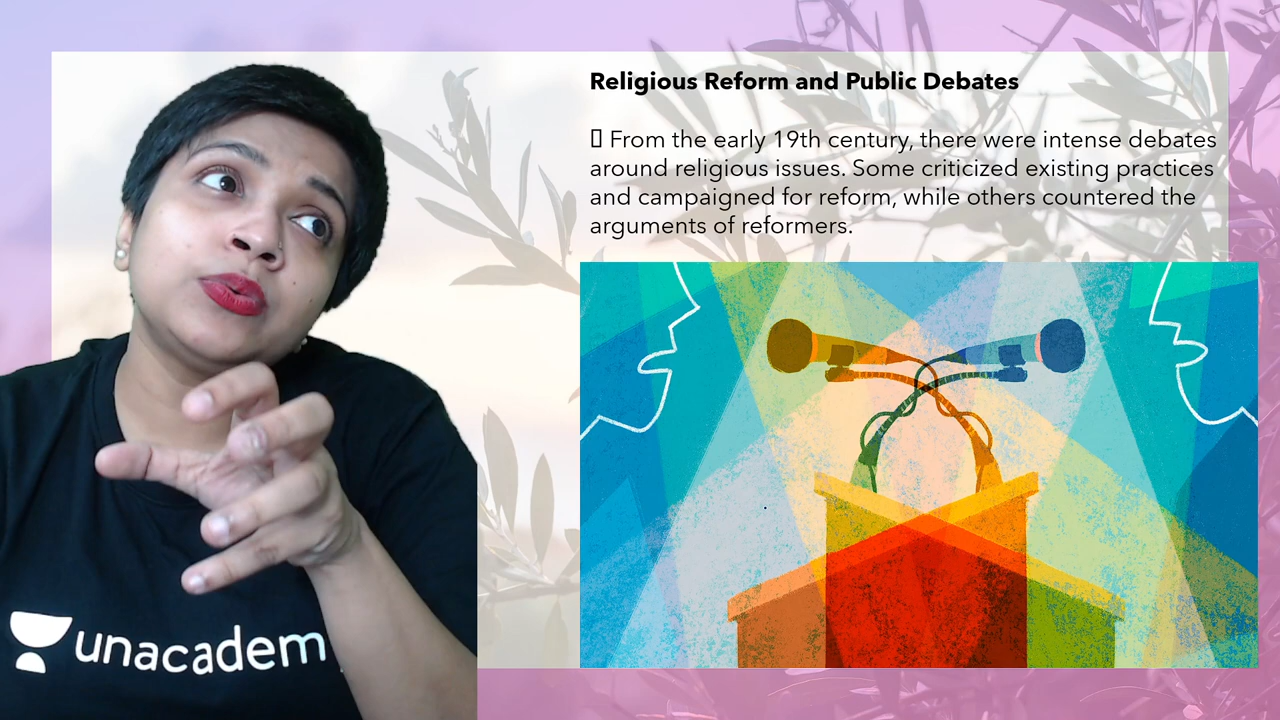 Religious Reform and Public Debates
▯ From the early 19th century, there were intense debates
around religious issues. Some criticized existing practices
and campaigned for reform, while others countered the
arguments of reformers.
unacadem